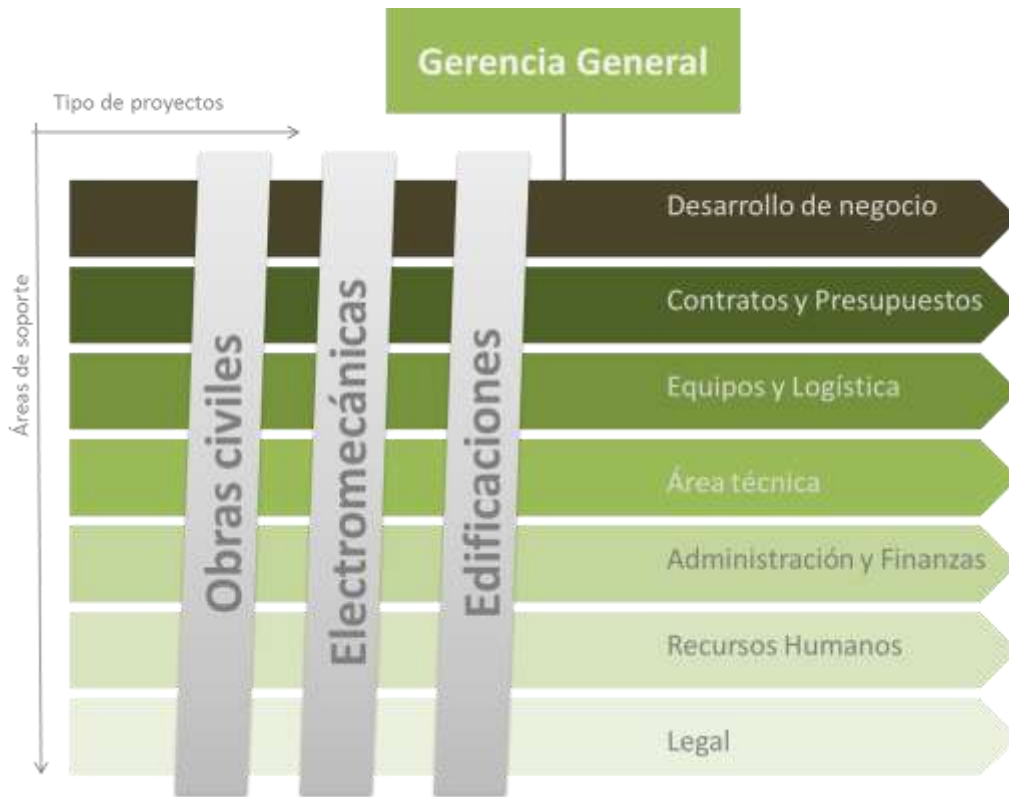 Gerencia General
Tipo de proyectos
Áreas de soporte
Desarrollo de negocio
Contratos y Presupuestos
Equipos y Logística
Área técnica
Administración y Finanzas
Recursos Humanos
Legal
Obras civiles
Electromecánicas
Edificaciones